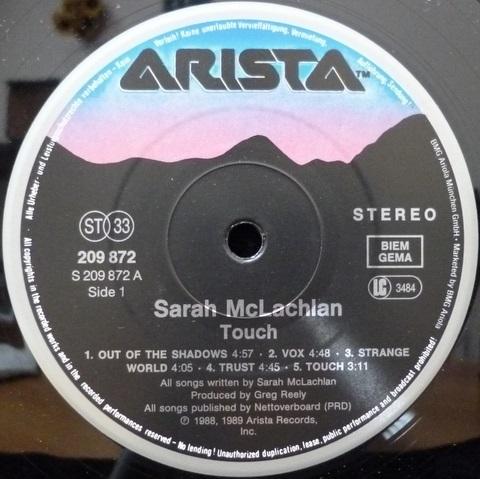 Alle Urheber- und Leistungsschutzrechte vorbehalten - Kein Verleih! Keine unerlaubte Vervielfältigung, Vermietung, Aufführung, Sendung!
ARISTA™
ST 33
STEREO
209 872
S 209 872 A
Side 1
BIEM
GEMA
LC 3484
BMG Ariola München GmbH • Marketed by BMG Ariola
Sarah McLachlan
Touch
1. OUT OF THE SHADOWS 4:57 · 2. VOX 4:48 · 3. STRANGE
WORLD 4:05 · 4. TRUST 4:45 · 5. TOUCH 3:11
All songs written by Sarah McLachlan
Produced by Greg Reely
All songs published by Nettoverboard (PRD)
℗ 1988, 1989 Arista Records,
Inc.
All copyrights in the recorded works and in the recorded performances reserved – No lending! Unauthorized duplication, lease, public performance and broadcast prohibited!